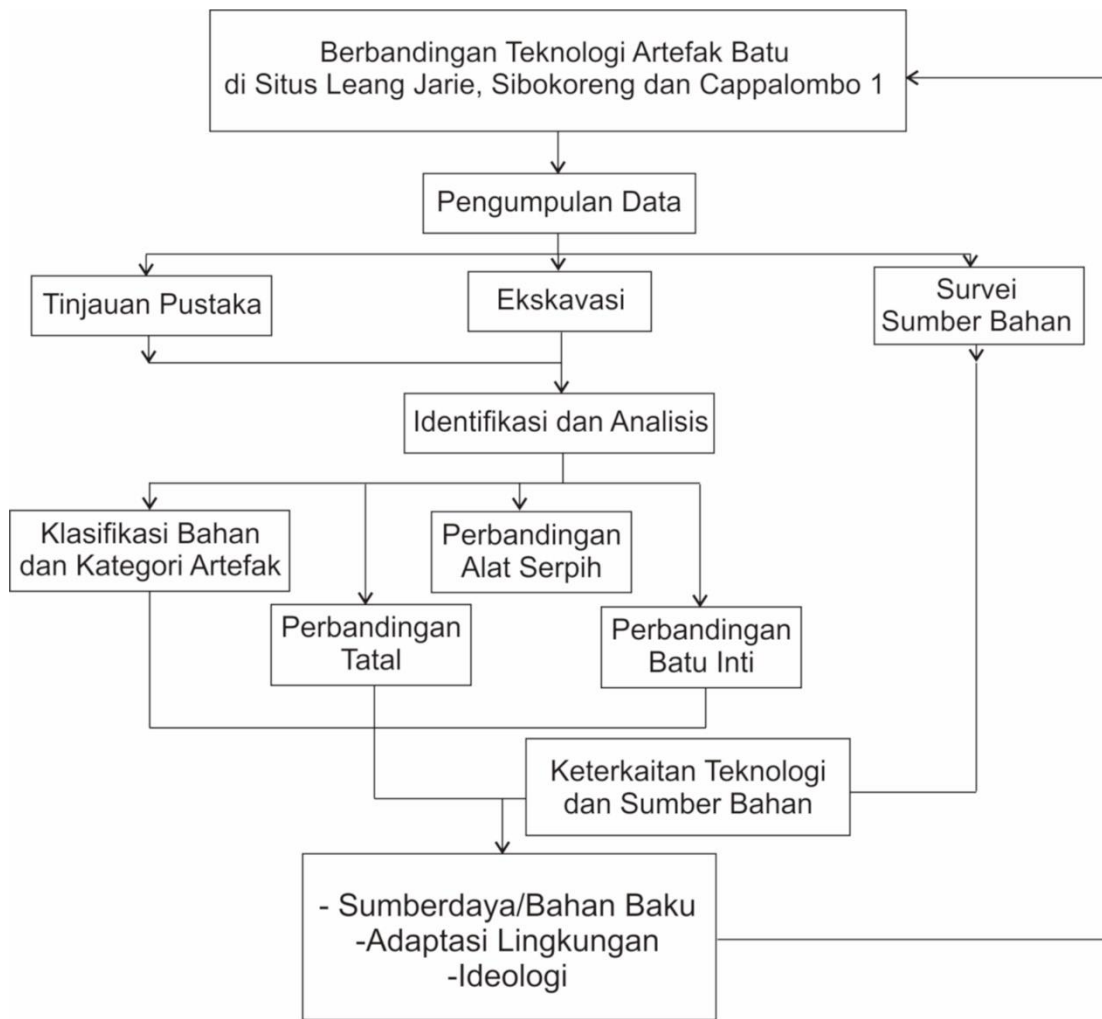 Berbandingan Teknologi Artefak Batu
di Situs Leang Jarie, Sibokoreng dan Cappalombo 1
Pengumpulan Data
Tinjauan Pustaka
Ekskavasi
Survei
Sumber Bahan
Identifikasi dan Analisis
Klasifikasi Bahan
dan Kategori Artefak
Perbandingan
Tatal
Perbandingan
Alat Serpih
Perbandingan
Batu Inti
Keterkaitan Teknologi
dan Sumber Bahan
- Sumberdaya/Bahan Baku
-Adaptasi Lingkungan
-Ideologi